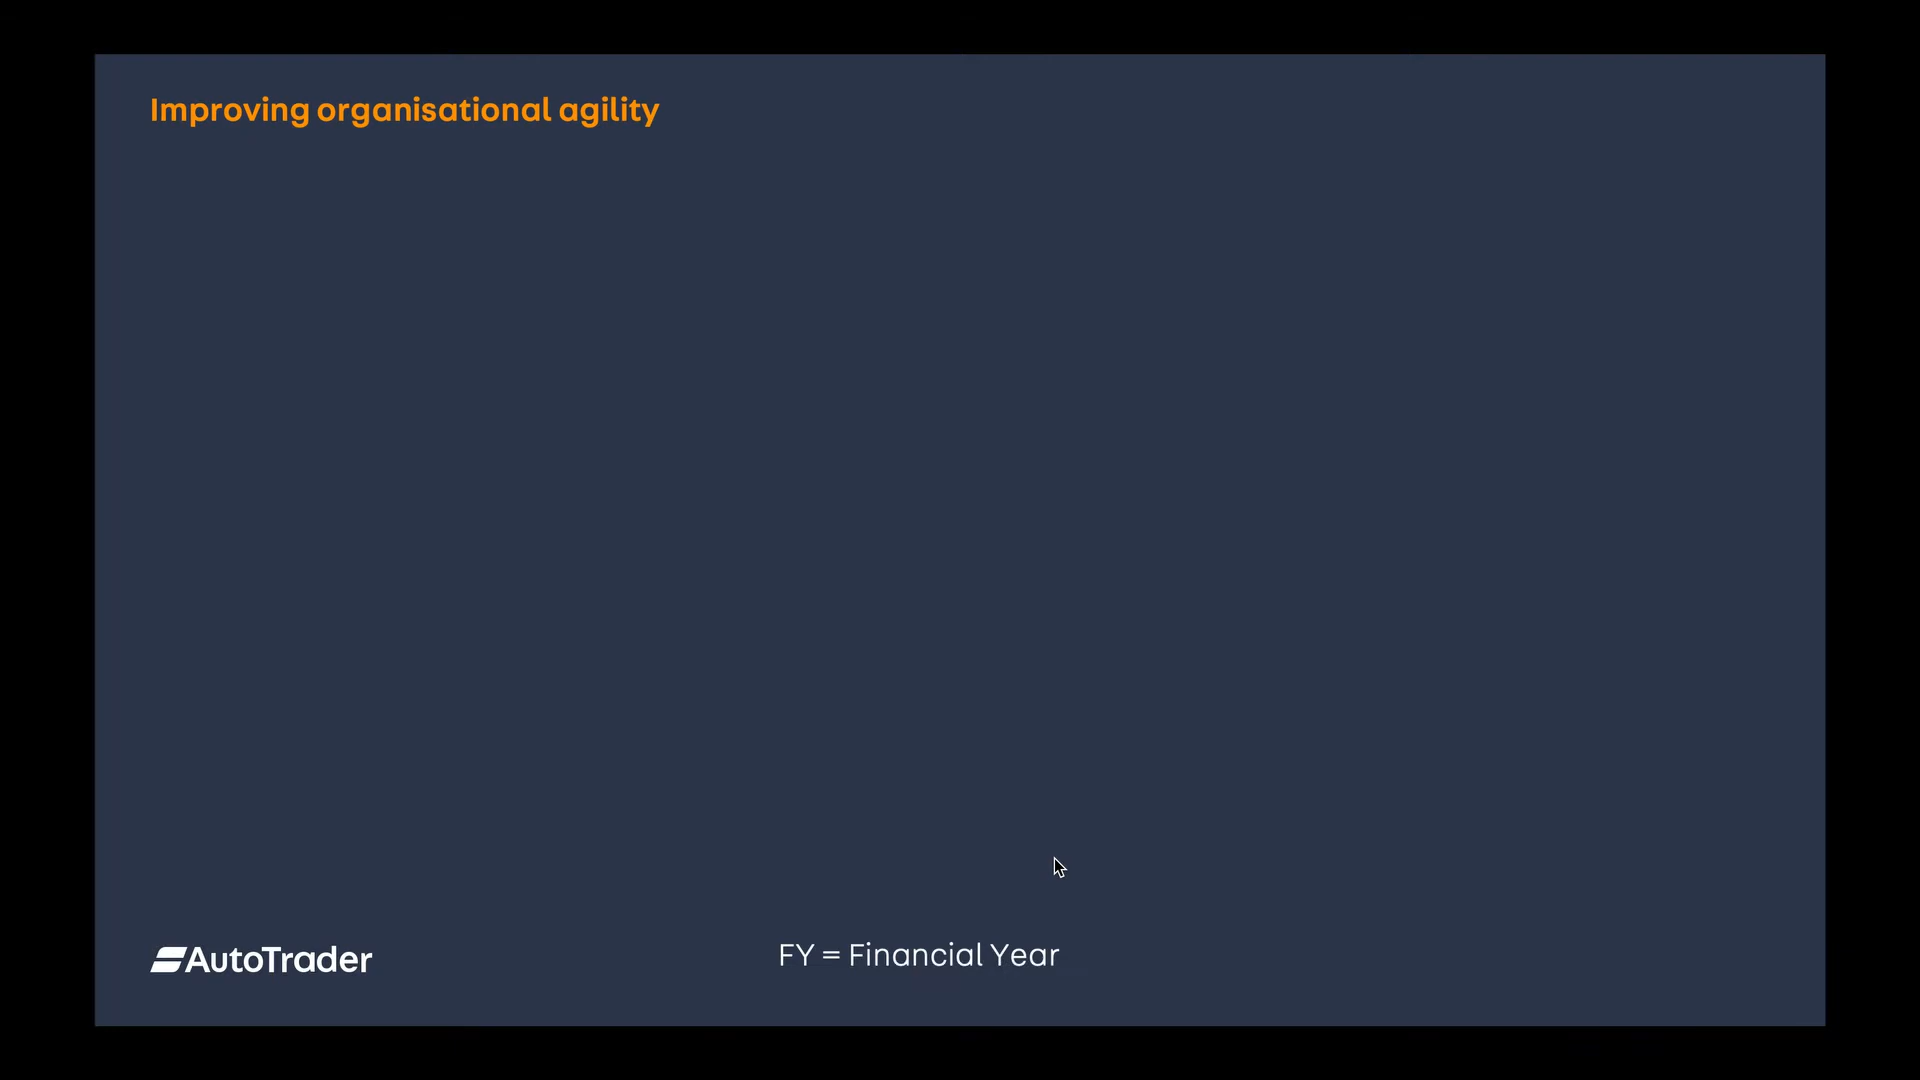 Improving organisational agility
AutoTrader
FY = Financial Year